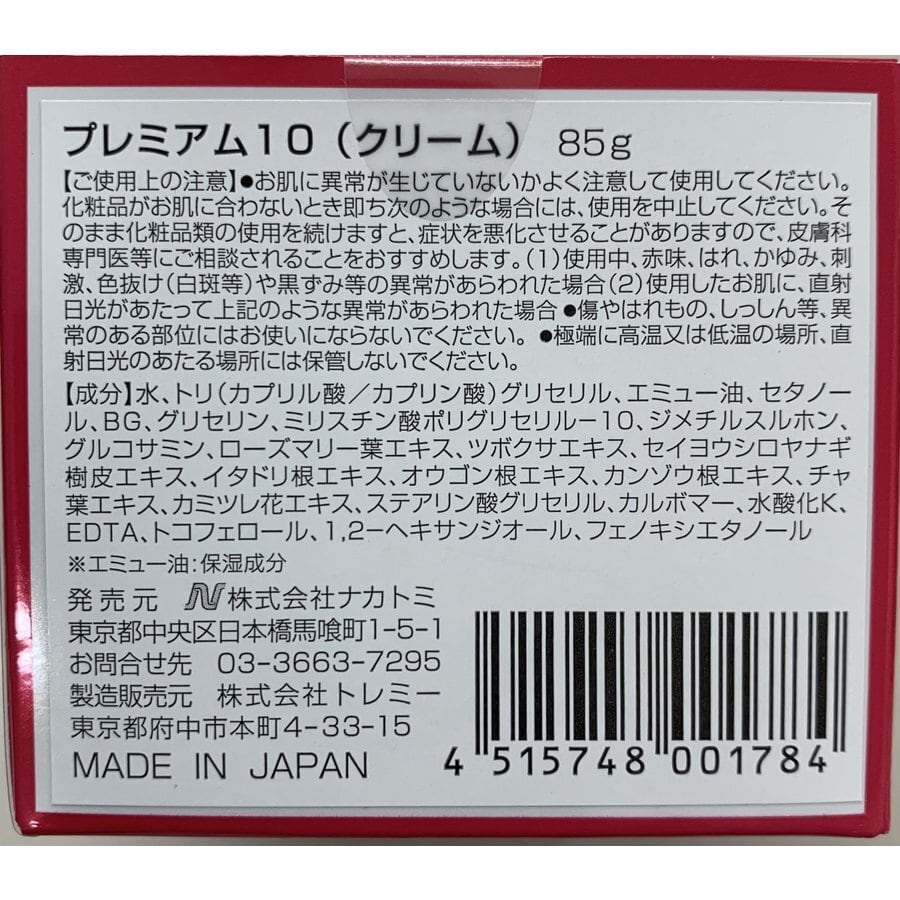 プレミアム10（クリーム） 85g
【ご使用上の注意】●お肌に異常が生じていないかよく注意して使用してください。
化粧品がお肌に合わないとき即ち次のような場合には、使用を中止してください。そ
のまま化粧品類の使用を続けますと、症状を悪化させることがありますので、皮膚科
専門医等にご相談されることをおすすめします。（1）使用中、赤味、はれ、かゆみ、刺
激、色抜け（白斑等）や黒ずみ等の異常があらわれた場合（2）使用したお肌に、直射
日光があたって上記のような異常があらわれた場合 ●傷やはれもの、しっしん等、異
常のある部位にはお使いにならないでください。 ●極端に高温又は低温の場所、直
射日光のあたる場所には保管しないでください。
【成分】水、トリ（カプリル酸／カプリン酸）グリセリル、エミュー油、セタノー
ル、BG、グリセリン、ミリスチン酸ポリグリセリル－10、ジメチルスルホン、
グルコサミン、ローズマリー葉エキス、ツボクサエキス、セイヨウシロヤナギ
樹皮エキス、イタドリ根エキス、オウゴン根エキス、カンゾウ根エキス、チャ
葉エキス、カミツレ花エキス、ステアリン酸グリセリル、カルボマー、水酸化K、
EDTA、トコフェロール、1,2－ヘキサンジオール、フェノキシエタノール
※エミュー油：保湿成分
発売元 N株式会社ナカトミ
東京都中央区日本橋馬喰町1-5-1
お問合せ先 03-3663-7295
製造販売元 株式会社トレミー
東京都府中市本町4-33-15
MADE IN JAPAN
4 515748 001784